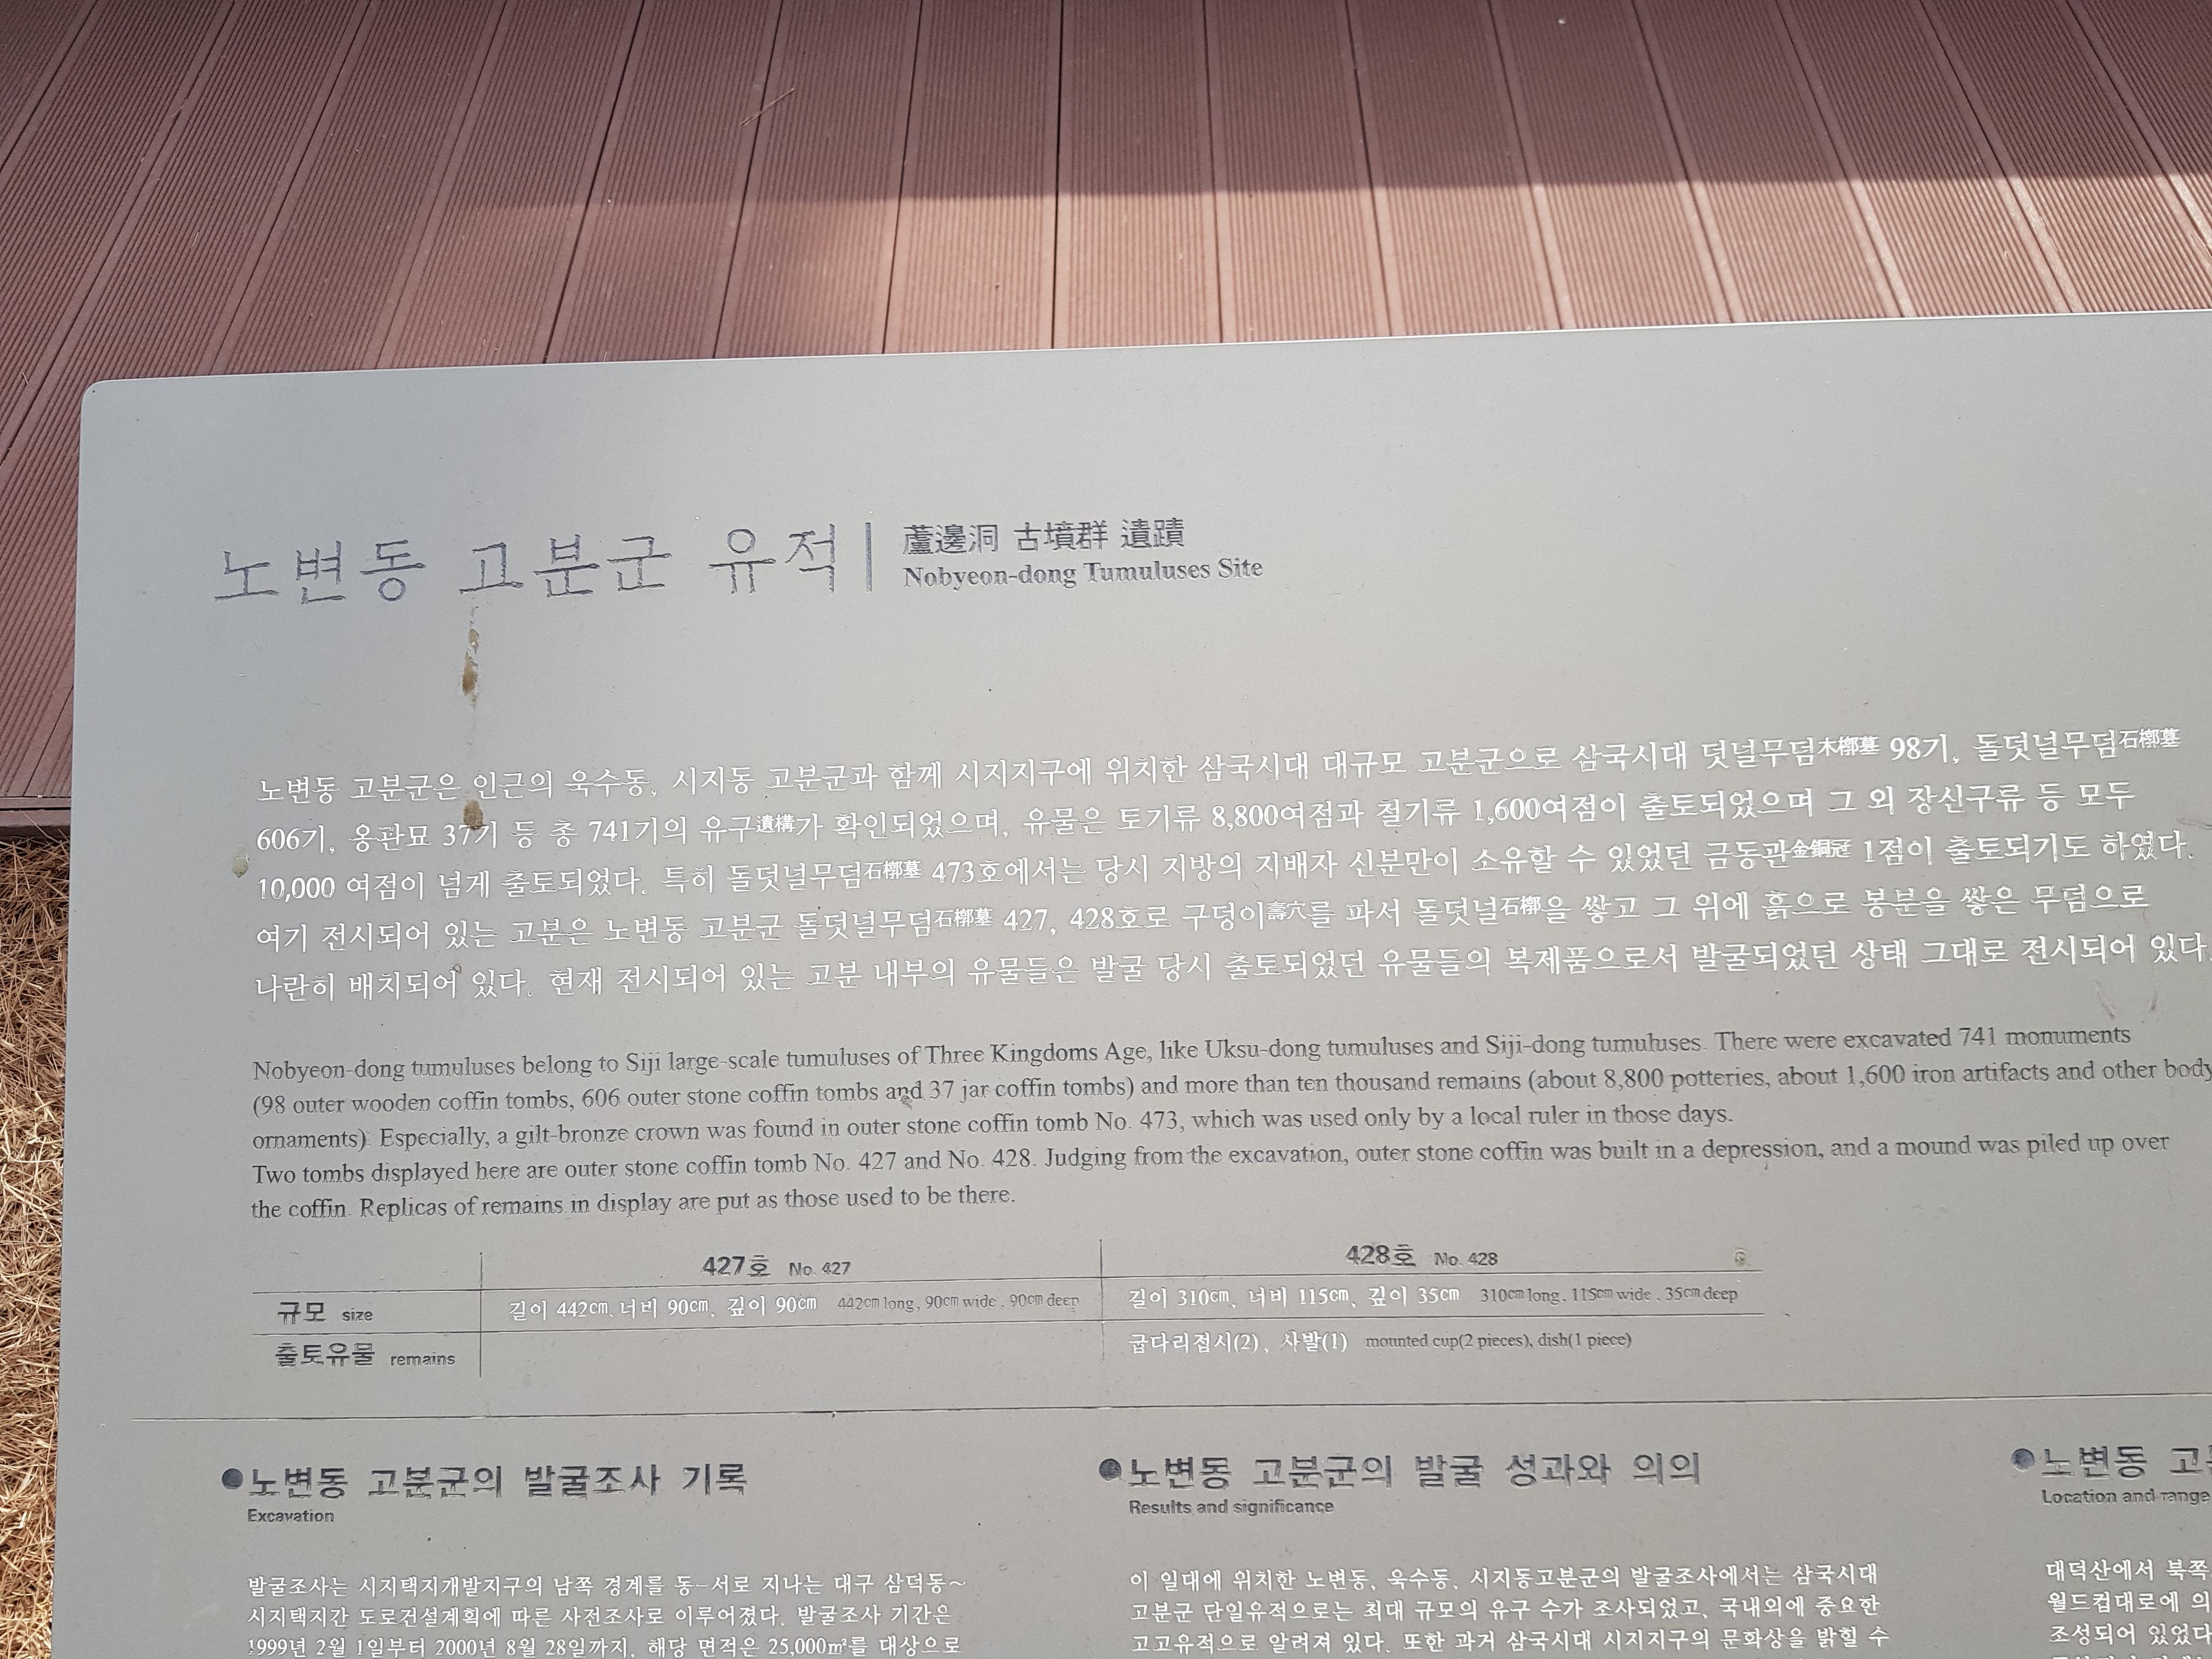 노변동 고분군 유적
蘆邊洞 古墳群 遺蹟
Nobyeon-dong Tumuluses Site
노변동 고분군은 인근의 욱수동, 시지동 고분군과 함께 시지지구에 위치한 삼국시대 대규모 고분군으로 삼국시대 덧널무덤木槨墓 98기, 돌덧널무덤石槨墓
606기, 옹관묘 37기 등 총 741기의 유구遺構가 확인되었으며, 유물은 토기류 8,800여점과 철기류 1,600여점이 출토되었으며 그 외 장신구류 등 모두
10,000 여점이 넘게 출토되었다. 특히 돌덧널무덤石槨墓 473호에서는 당시 지방의 지배자 신분만이 소유할 수 있었던 금동관金銅冠 1점이 출토되기도 하였다.
여기 전시되어 있는 고분은 노변동 고분군 돌덧널무덤石槨墓 427, 428호로 구덩이壽穴를 파서 돌덧널石槨을 쌓고 그 위에 흙으로 봉분을 쌓은 무덤으로
나란히 배치되어 있다. 현재 전시되어 있는 고분 내부의 유물들은 발굴 당시 출토되었던 유물들의 복제품으로서 발굴되었던 상태 그대로 전시되어 있다.
Nobyeon-dong tumuluses belong to Siji large-scale tumuluses of Three Kingdoms Age, like Uksu-dong tumuluses and Siji-dong tumuluses. There were excavated 741 monuments
(98 outer wooden coffin tombs, 606 outer stone coffin tombs and 37 jar coffin tombs) and more than ten thousand remains (about 8,800 potteries, about 1,600 iron artifacts and other body
ornaments). Especially, a gilt-bronze crown was found in outer stone coffin tomb No. 473, which was used only by a local ruler in those days.
Two tombs displayed here are outer stone coffin tomb No. 427 and No. 428. Judging from the excavation, outer stone coffin was built in a depression, and a mound was piled up over
the coffin. Replicas of remains in display are put as those used to be there.
427호 No. 427 428호 No. 428
규모 size 길이 442㎝, 너비 90㎝, 깊이 90㎝ 442㎝ long, 90㎝ wide, 90㎝ deep 길이 310㎝, 너비 115㎝, 깊이 35㎝ 310㎝ long, 115㎝ wide, 35㎝ deep
출토유물 remains 굽다리접시(2), 사발(1) mounted cup(2 pieces), dish(1 piece)
●노변동 고분군의 발굴조사 기록
Excavation
발굴조사는 시지택지개발지구의 남쪽 경계를 동-서로 지나는 대구 삼덕동~
시지택지간 도로건설계획에 따른 사전조사로 이루어졌다. 발굴조사 기간은
1999년 2월 1일부터 2000년 8월 28일까지, 해당 면적은 25,000㎡를 대상으로
●노변동 고분군의 발굴 성과와 의의
Results and significance
이 일대에 위치한 노변동, 욱수동, 시지동고분군의 발굴조사에서는 삼국시대
고분군 단일유적으로는 최대 규모의 유구 수가 조사되었고, 국내외에 중요한
고고유적으로 알려져 있다. 또한 과거 삼국시대 시지지구의 문화상을 밝힐 수
●노변동 고
Location and range
대덕산에서 북쪽
월드컵대로에 의
조성되어 있었다